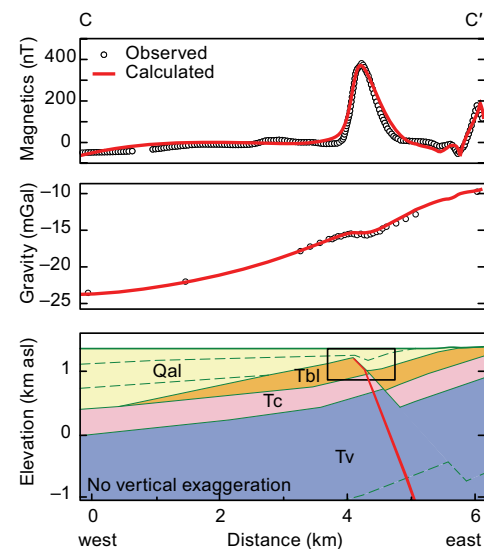 C C′
Magnetics (nT)
400
200
0
Observed
Calculated
Gravity (mGal)
–10
–15
–20
–25
Elevation (km asl)
1
0
–1
Qal
Tbl
Tc
Tv
No vertical exaggeration
0 2 4 6
west Distance (km) east